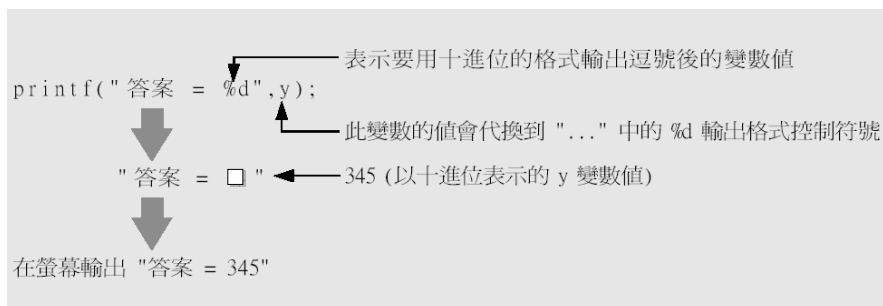 表示要用十進位的格式輸出逗號後的變數值
printf("答案 = %d",y);
此變數的值會代換到 "..." 中的 %d 輸出格式控制符號
"答案 = □ "
345 (以十進位表示的 y 變數值)
在螢幕輸出 "答案 = 345"